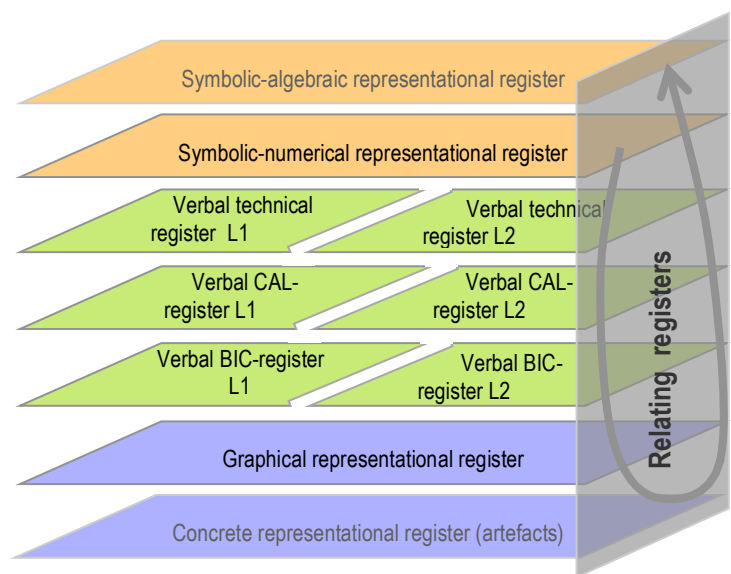 Symbolic-algebraic representational register
Symbolic-numerical representational register
Verbal technical
register L1
Verbal technical
register L2
Verbal CAL-
register L1
Verbal CAL-
register L2
Verbal BIC-register
L1
Verbal BIC-
register L2
Graphical representational register
Concrete representational register (artefacts)
Relating registers